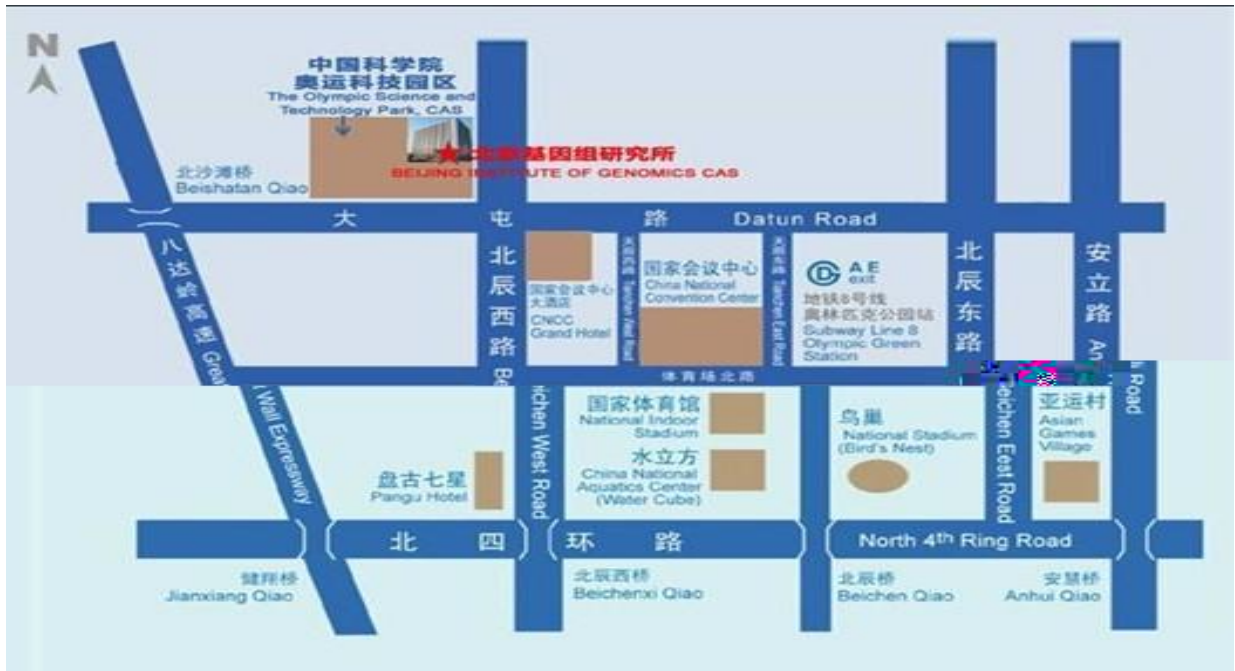 N
中国科学院
奥运科技园区
The Olympic Science and
Technology Park, CAS
基因组研究所
BEIJING OF GENOMICS CAS
北沙滩桥
Beishatan Qiao
大屯路 Datun Road
八达岭高速 Great Wall Expressway
北辰西路 Beichen West Road
国家会议中心
大酒店
CNCC
Grand Hotel
天辰西路 Tianchen West Road
国家会议中心
China National
Convention Center
天辰东路 Tianchen East Road
A E
exit
地铁8号线
奥林匹克公园站
Subway Line 8
Olympic Green
Station
北辰东路 Beichen Eest Road
安立路 Road
体育场北路
国家体育馆
National Indoor
Stadium
水立方
China National
Aquatics Center
(Water Cube)
鸟巢
National Stadium
(Bird's Nest)
亚运村
Asian
Games
Village
盘古七星
Pangu Hotel
北四环路 North 4th Ring Road
健翔桥
Jianxiang Qiao
北辰西桥
Beichenxi Qiao
北辰桥
Beichen Qiao
安慧桥
Anhui Qiao